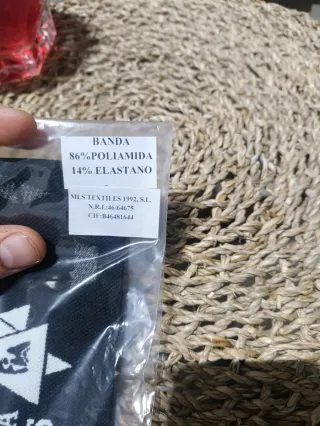 BANDA
86%POLIAMIDA
14% ELASTANO
MLS TEXTILES 1992, S.L.
N.R.I.:46/64675
CIF:B46481644